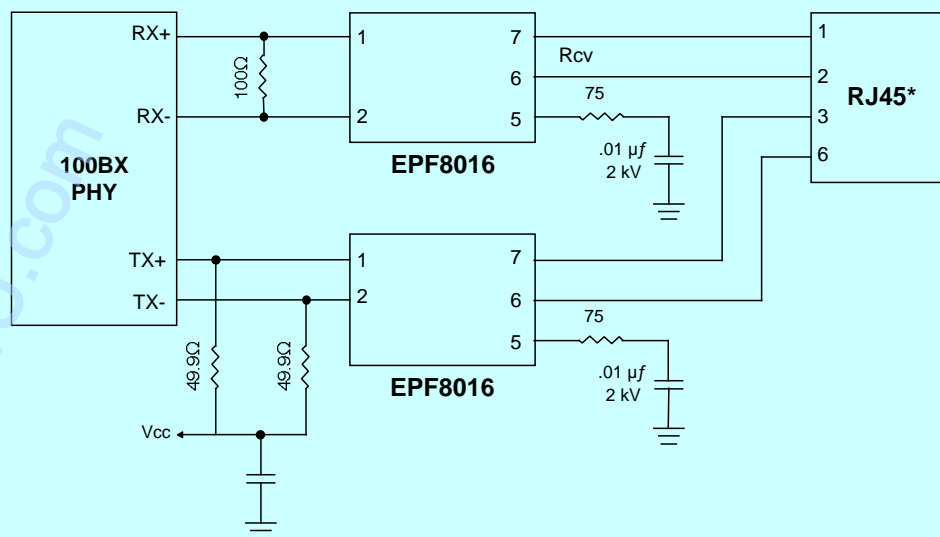 RX+
1
7
1
100Ω
Rcv
6
2
RJ45*
75
RX-
2
5
3
100BX
PHY
EPF8016
.01 µf
2 kV
6
TX+
1
7
TX-
2
6
75
49.9Ω
49.9Ω
5
EPF8016
.01 µf
2 kV
Vcc
.com